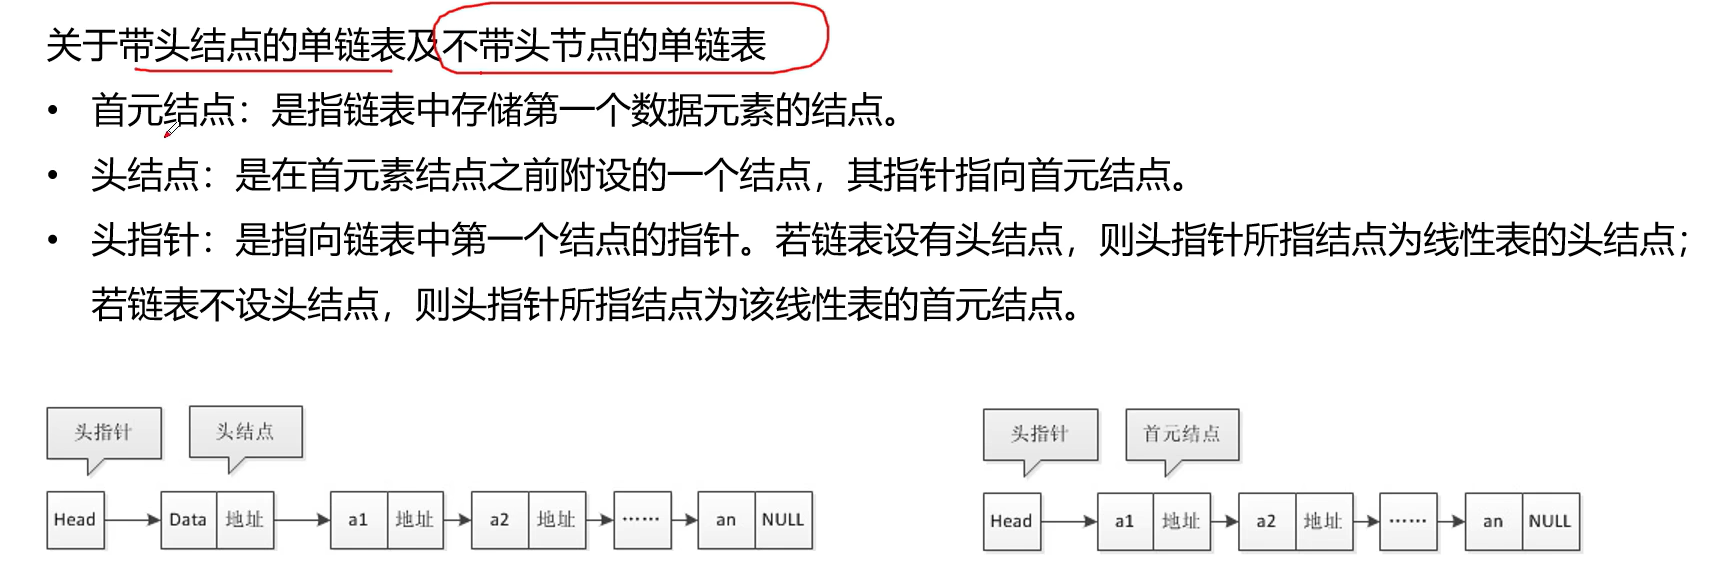 关于带头结点的单链表及不带头节点的单链表
• 首元结点：是指链表中存储第一个数据元素的结点。
• 头结点：是在首元素结点之前附设的一个结点，其指针指向首元结点。
• 头指针：是指向链表中第一个结点的指针。若链表设有头结点，则头指针所指结点为线性表的头结点；
若链表不设头结点，则头指针所指结点为该线性表的首元结点。
头指针 头结点
Head Data 地址 a1 地址 a2 地址 …… an NULL
头指针 首元结点
Head a1 地址 a2 地址 …… an NULL